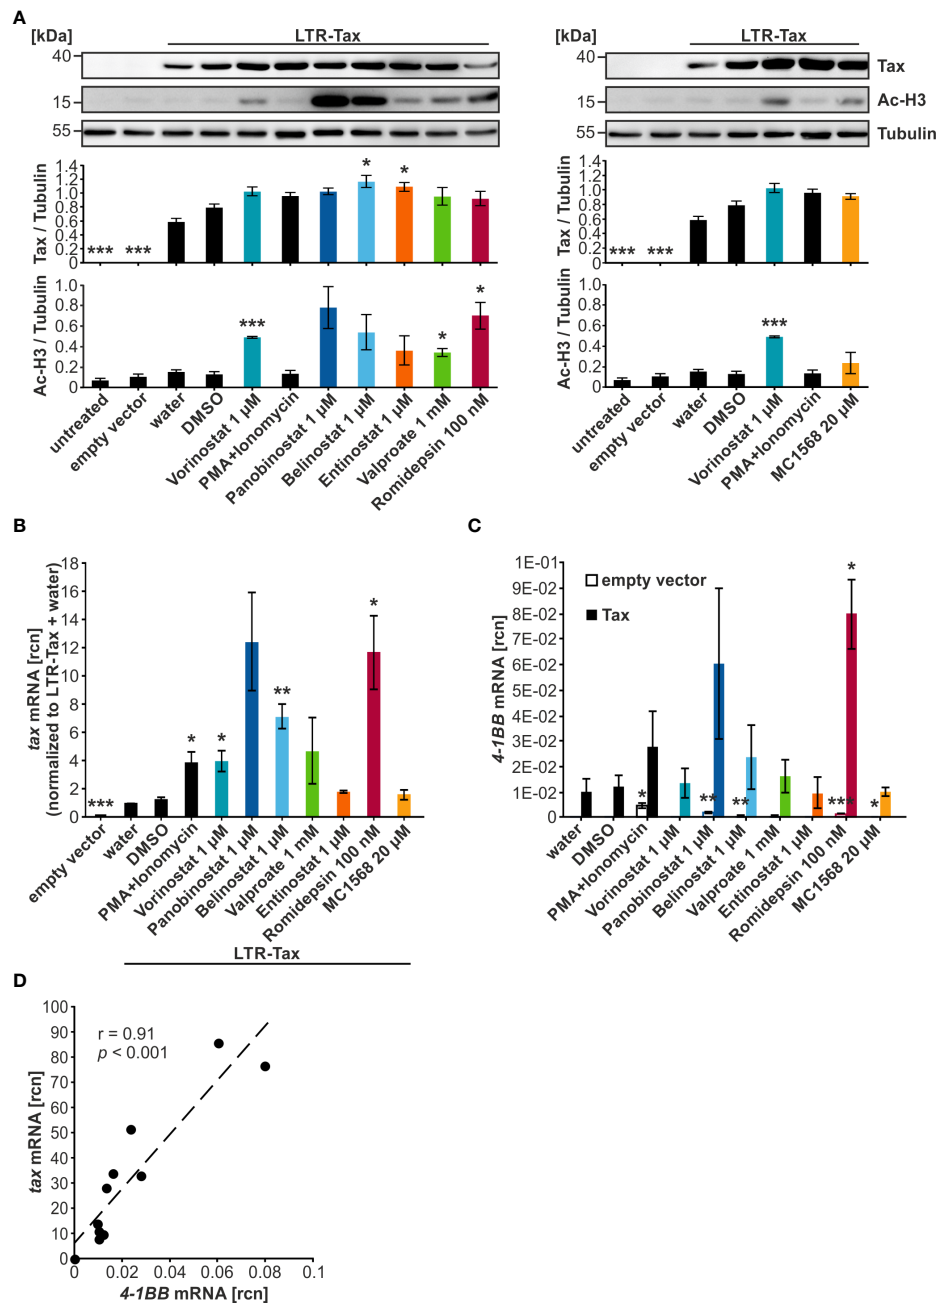 A
[kDa] LTR-Tax
40
15
55
[kDa] LTR-Tax
40 Tax
15 Ac-H3
55 Tubulin
Tax / Tubulin
1.4
1.2
1.0
0.8
0.6
0.4
0.2
0
*** *** * *
Tax / Tubulin
1.4
1.2
1.0
0.8
0.6
0.4
0.2
0
*** ***
Ac-H3 / Tubulin
1.0
0.8
0.6
0.4
0.2
0
*** * *
Ac-H3 / Tubulin
1.0
0.8
0.6
0.4
0.2
0
***
untreated
empty vector
water
DMSO
Vorinostat 1 µM
PMA+Ionomycin
Panobinostat 1 µM
Belinostat 1 µM
Entinostat 1 µM
Valproate 1 mM
Romidepsin 100 nM
untreated
empty vector
water
DMSO
Vorinostat 1 µM
PMA+Ionomycin
MC1568 20 µM
B
tax mRNA [rcn]
(normalized to LTR-Tax + water)
18
16
14
12
10
8
6
4
2
0
*** * * ** *
empty vector
water
DMSO
PMA+Ionomycin
Vorinostat 1 µM
Panobinostat 1 µM
Belinostat 1 µM
Valproate 1 mM
Entinostat 1 µM
Romidepsin 100 nM
MC1568 20 µM
LTR-Tax
C
4-1BB mRNA [rcn]
1E-01
9E-02
8E-02
7E-02
6E-02
5E-02
4E-02
3E-02
2E-02
1E-02
0
empty vector
Tax
* ** ** *** * *
water
DMSO
PMA+Ionomycin
Vorinostat 1 µM
Panobinostat 1 µM
Belinostat 1 µM
Valproate 1 mM
Entinostat 1 µM
Romidepsin 100 nM
MC1568 20 µM
D
tax mRNA [rcn]
100
90
80
70
60
50
40
30
20
10
0
r = 0.91
p < 0.001
0 0.02 0.04 0.06 0.08 0.1
4-1BB mRNA [rcn]